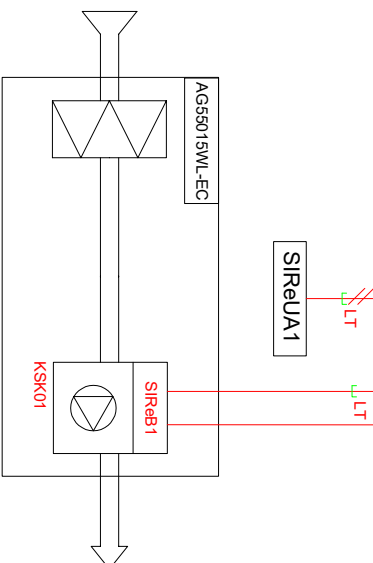 AG55015WL-EC
SIReUA1
LT
LT
SIReB1
KSK01